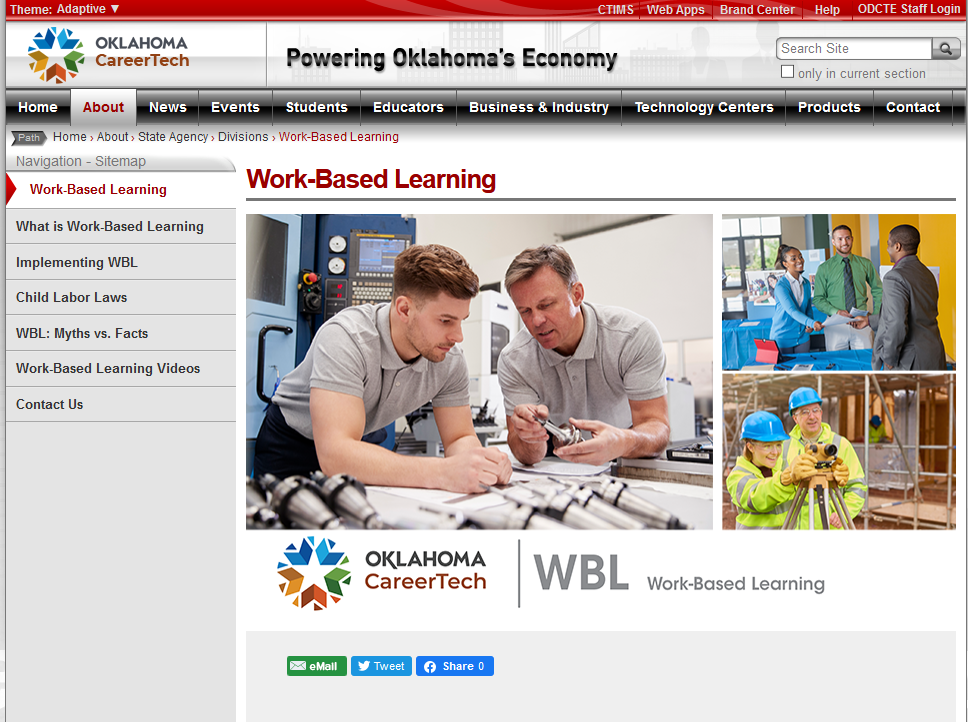 Theme: Adaptive ▼ CTIMS Web Apps Brand Center Help ODCTE Staff Login
OKLAHOMA
CareerTech
Powering Oklahoma's Economy
Search Site
only in current section
Home About News Events Students Educators Business & Industry Technology Centers Products Contact
Path Home › About › State Agency › Divisions › Work-Based Learning
Navigation - Sitemap
Work-Based Learning
What is Work-Based Learning
Implementing WBL
Child Labor Laws
WBL: Myths vs. Facts
Work-Based Learning Videos
Contact Us
Work-Based Learning
OKLAHOMA
CareerTech
WBL Work-Based Learning
eMail Tweet Share 0